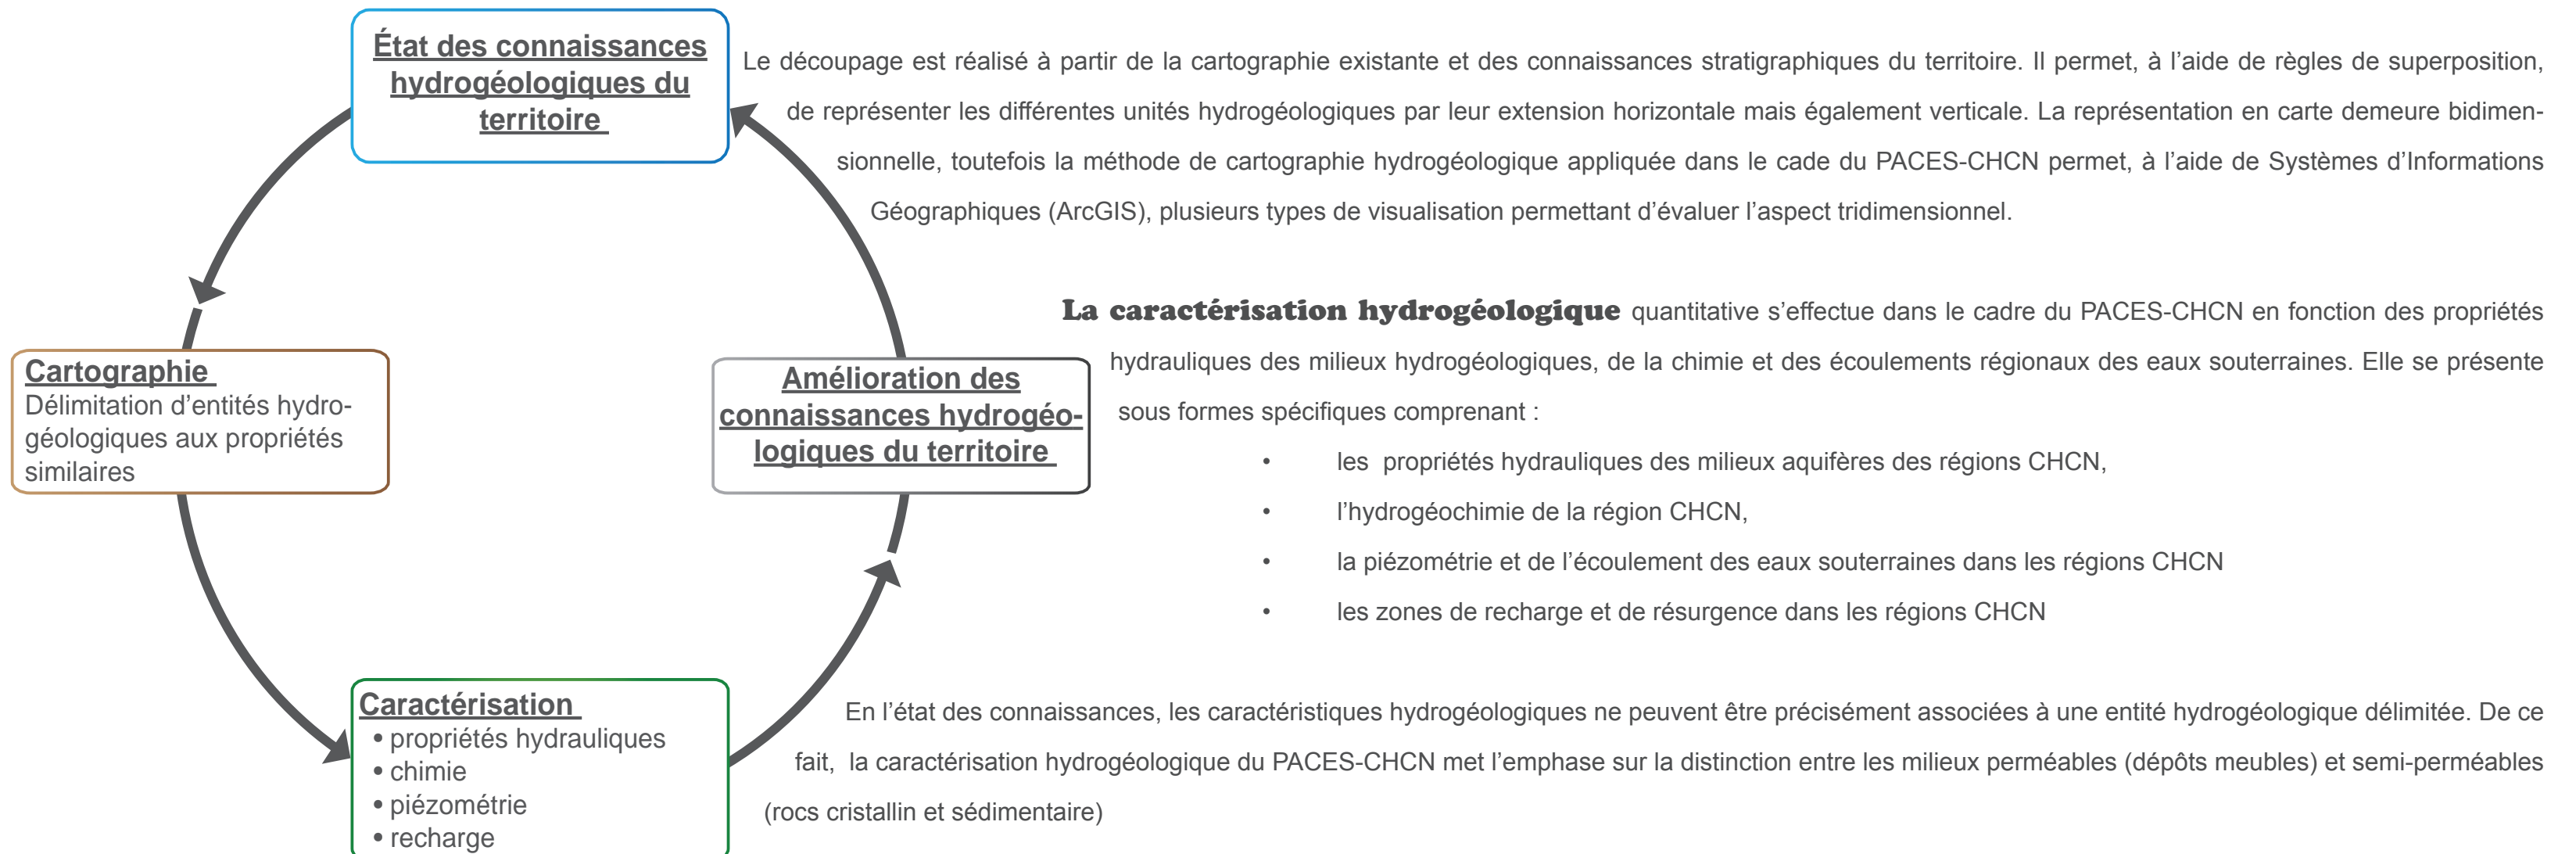 État des connaissances
hydrogéologiques du
territoire
Le découpage est réalisé à partir de la cartographie existante et des connaissances stratigraphiques du territoire. Il permet, à l’aide de règles de superposition,
de représenter les différentes unités hydrogéologiques par leur extension horizontale mais également verticale. La représentation en carte demeure bidimen-
sionnelle, toutefois la méthode de cartographie hydrogéologique appliquée dans le cade du PACES-CHCN permet, à l’aide de Systèmes d’Informations
Géographiques (ArcGIS), plusieurs types de visualisation permettant d’évaluer l’aspect tridimensionnel.
Cartographie
Délimitation d’entités hydro-
géologiques aux propriétés
similaires
Amélioration des
connaissances hydrogéo-
logiques du territoire
La caractérisation hydrogéologique quantitative s’effectue dans le cadre du PACES-CHCN en fonction des propriétés
hydrauliques des milieux hydrogéologiques, de la chimie et des écoulements régionaux des eaux souterraines. Elle se présente
sous formes spécifiques comprenant :
• les propriétés hydrauliques des milieux aquifères des régions CHCN,
• l’hydrogéochimie de la région CHCN,
• la piézométrie et de l’écoulement des eaux souterraines dans les régions CHCN
• les zones de recharge et de résurgence dans les régions CHCN
Caractérisation
• propriétés hydrauliques
• chimie
• piézométrie
• recharge
En l’état des connaissances, les caractéristiques hydrogéologiques ne peuvent être précisément associées à une entité hydrogéologique délimitée. De ce
fait, la caractérisation hydrogéologique du PACES-CHCN met l’emphase sur la distinction entre les milieux perméables (dépôts meubles) et semi-perméables
(rocs cristallin et sédimentaire)